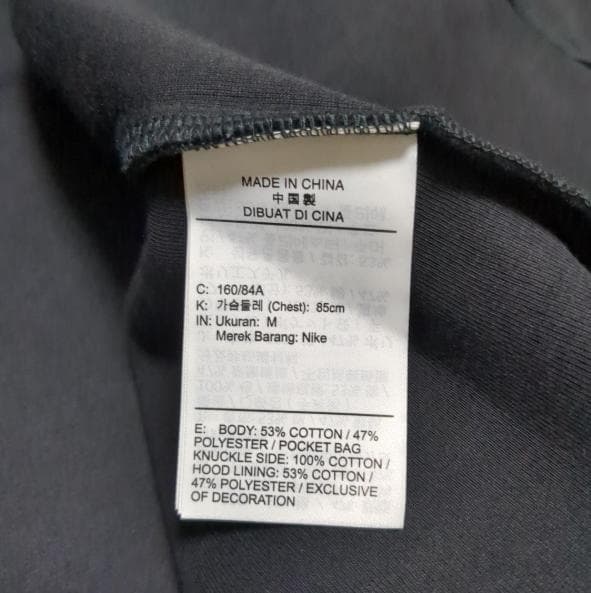 MADE IN CHINA
中国製
DIBUAT DI CINA
C: 160/84A
K: 가슴둘레 (Chest): 85cm
IN: Ukuran: M
Merek Barang: Nike
E: BODY: 53% COTTON / 47%
POLYESTER / POCKET BAG
KNUCKLE SIDE: 100% COTTON /
HOOD LINING: 53% COTTON /
47% POLYESTER / EXCLUSIVE
OF DECORATION